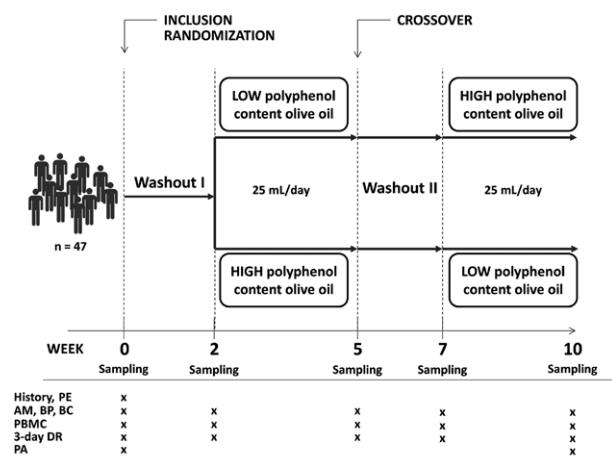 INCLUSION
RANDOMIZATION
CROSSOVER
LOW polyphenol
content olive oil
HIGH polyphenol
content olive oil
Washout I
25 mL/day
Washout II
25 mL/day
n = 47
HIGH polyphenol
content olive oil
LOW polyphenol
content olive oil
WEEK 0 2 5 7 10
Sampling Sampling Sampling Sampling Sampling
History, PE x
AM, BP, BC x x x x x
PBMC x x x x x
3-day DR x x x x x
PA x x